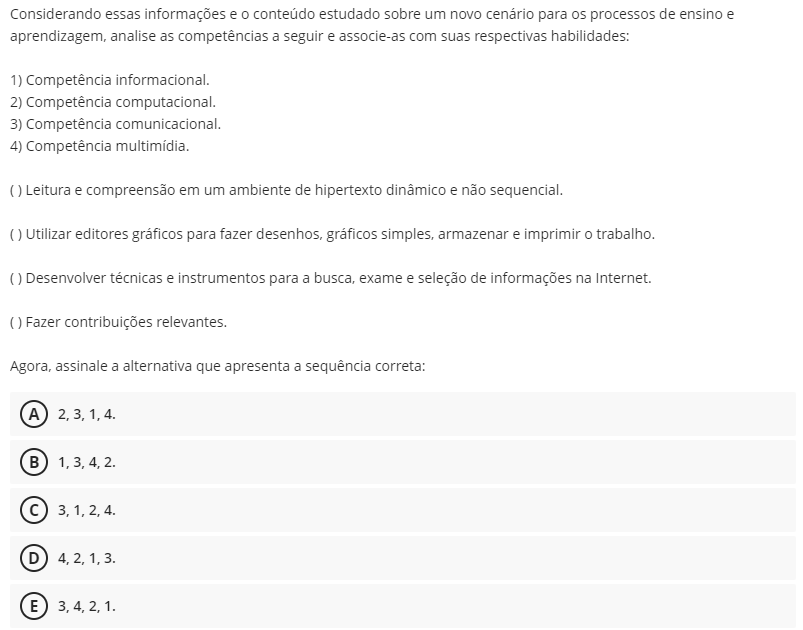 Considerando essas informações e o conteúdo estudado sobre um novo cenário para os processos de ensino e
aprendizagem, analise as competências a seguir e associe-as com suas respectivas habilidades:
1) Competência informacional.
2) Competência computacional.
3) Competência comunicacional.
4) Competência multimídia.
( ) Leitura e compreensão em um ambiente de hipertexto dinâmico e não sequencial.
( ) Utilizar editores gráficos para fazer desenhos, gráficos simples, armazenar e imprimir o trabalho.
( ) Desenvolver técnicas e instrumentos para a busca, exame e seleção de informações na Internet.
( ) Fazer contribuições relevantes.
Agora, assinale a alternativa que apresenta a sequência correta:
A 2, 3, 1, 4.
B 1, 3, 4, 2.
C 3, 1, 2, 4.
D 4, 2, 1, 3.
E 3, 4, 2, 1.